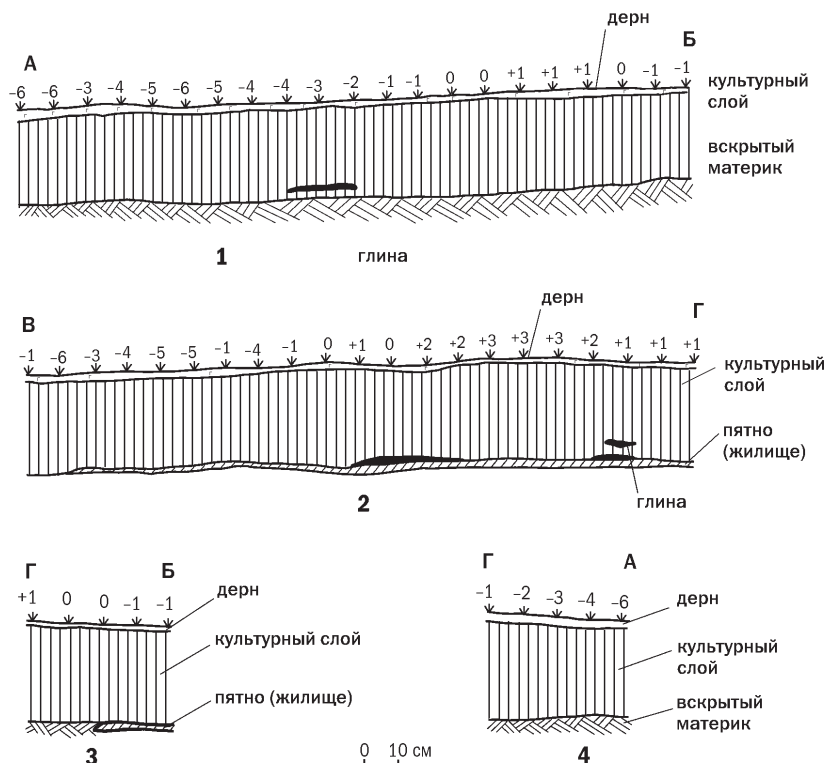 дерн
А
Б
–6 –6 –3 –4 –5 –6 –5 –4 –4 –3 –2 –1 –1 0 0 +1 +1 +1 0 –1 –1
культурный
слой
вскрытый
материк
1
глина
дерн
В
Г
–1 –6 –3 –4 –5 –5 –1 –4 –1 0 +1 0 +2 +2 +3 +3 +3 +2 +1 +1 +1
культурный
слой
пятно
(жилище)
глина
2
Г
Б
+1 0 0 –1 –1
дерн
культурный слой
пятно (жилище)
3
Г
А
–1 –2 –3 –4 –6
дерн
культурный
слой
вскрытый
материк
4
0 10 см